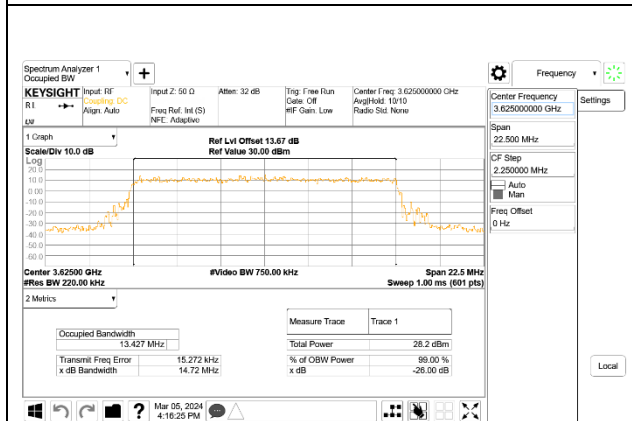 Spectrum Analyzer 1
Occupied BW
Frequency
KEYSIGHT
Input: RF
Coupling: DC
Align: Auto
Input Z: 50 Ω
Freq Ref: Int (S)
NFE: Adaptive
Atten: 32 dB
Trig: Free Run
Gate: Off
#IF Gain: Low
Center Freq: 3.625000000 GHz
Avg|Hold: 10/10
Radio Std: None
Center Frequency
3.625000000 GHz
Settings
Span
22.500 MHz
CF Step
2.250000 MHz
Auto
Man
Freq Offset
0 Hz
1 Graph
Scale/Div 10.0 dB
Ref Lvl Offset 13.67 dB
Ref Value 30.00 dBm
Log
20.0
10.0
0.00
-10.0
-20.0
-30.0
-40.0
-50.0
-60.0
Center 3.62500 GHz
#Res BW 220.00 kHz
#Video BW 750.00 kHz
Span 22.5 MHz
Sweep 1.00 ms (601 pts)
2 Metrics
Occupied Bandwidth
13.427 MHz
Transmit Freq Error 15.272 kHz
x dB Bandwidth 14.72 MHz
Measure Trace Trace 1
Total Power 28.2 dBm
% of OBW Power 99.00 %
x dB -26.00 dB
Local
Mar 05, 2024
4:16:25 PM